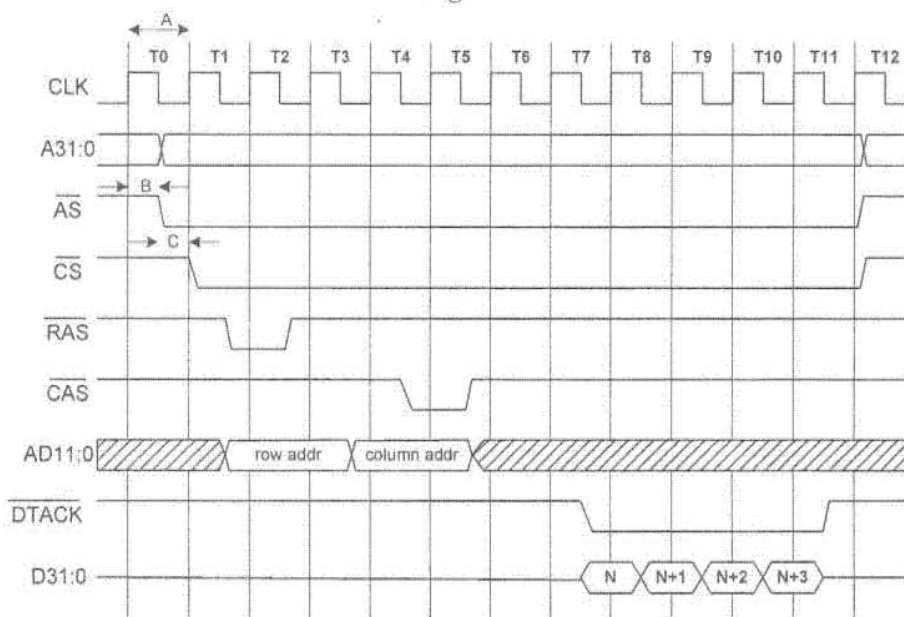 A
T0 T1 T2 T3 T4 T5 T6 T7 T8 T9 T10 T11 T12
CLK
A31:0
B
AS
C
CS
RAS
CAS
AD11:0 row addr column addr
DTACK
D31:0 N N+1 N+2 N+3